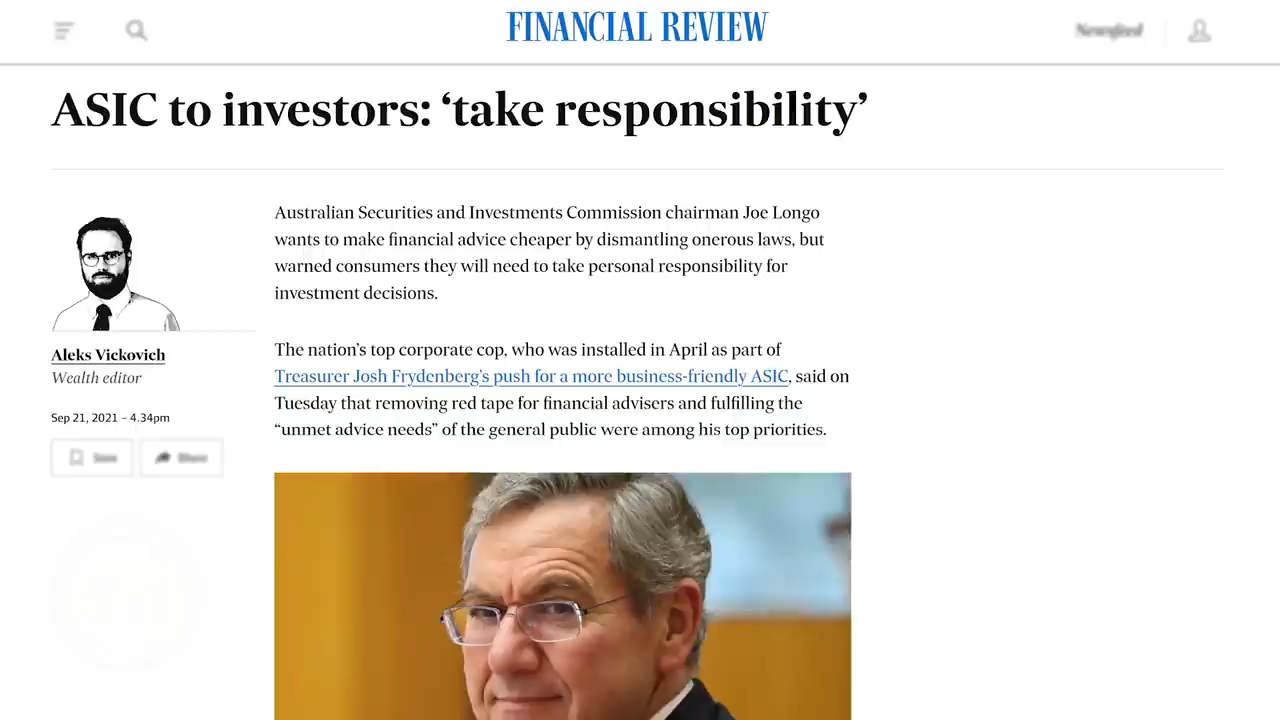 FINANCIAL REVIEW
Newsfeed
ASIC to investors: ‘take responsibility’
Aleks Vickovich
Wealth editor
Sep 21, 2021 – 4.34pm
Save
Share
Australian Securities and Investments Commission chairman Joe Longo
wants to make financial advice cheaper by dismantling onerous laws, but
warned consumers they will need to take personal responsibility for
investment decisions.
The nation’s top corporate cop, who was installed in April as part of
Treasurer Josh Frydenberg’s push for a more business-friendly ASIC, said on
Tuesday that removing red tape for financial advisers and fulfilling the
“unmet advice needs” of the general public were among his top priorities.